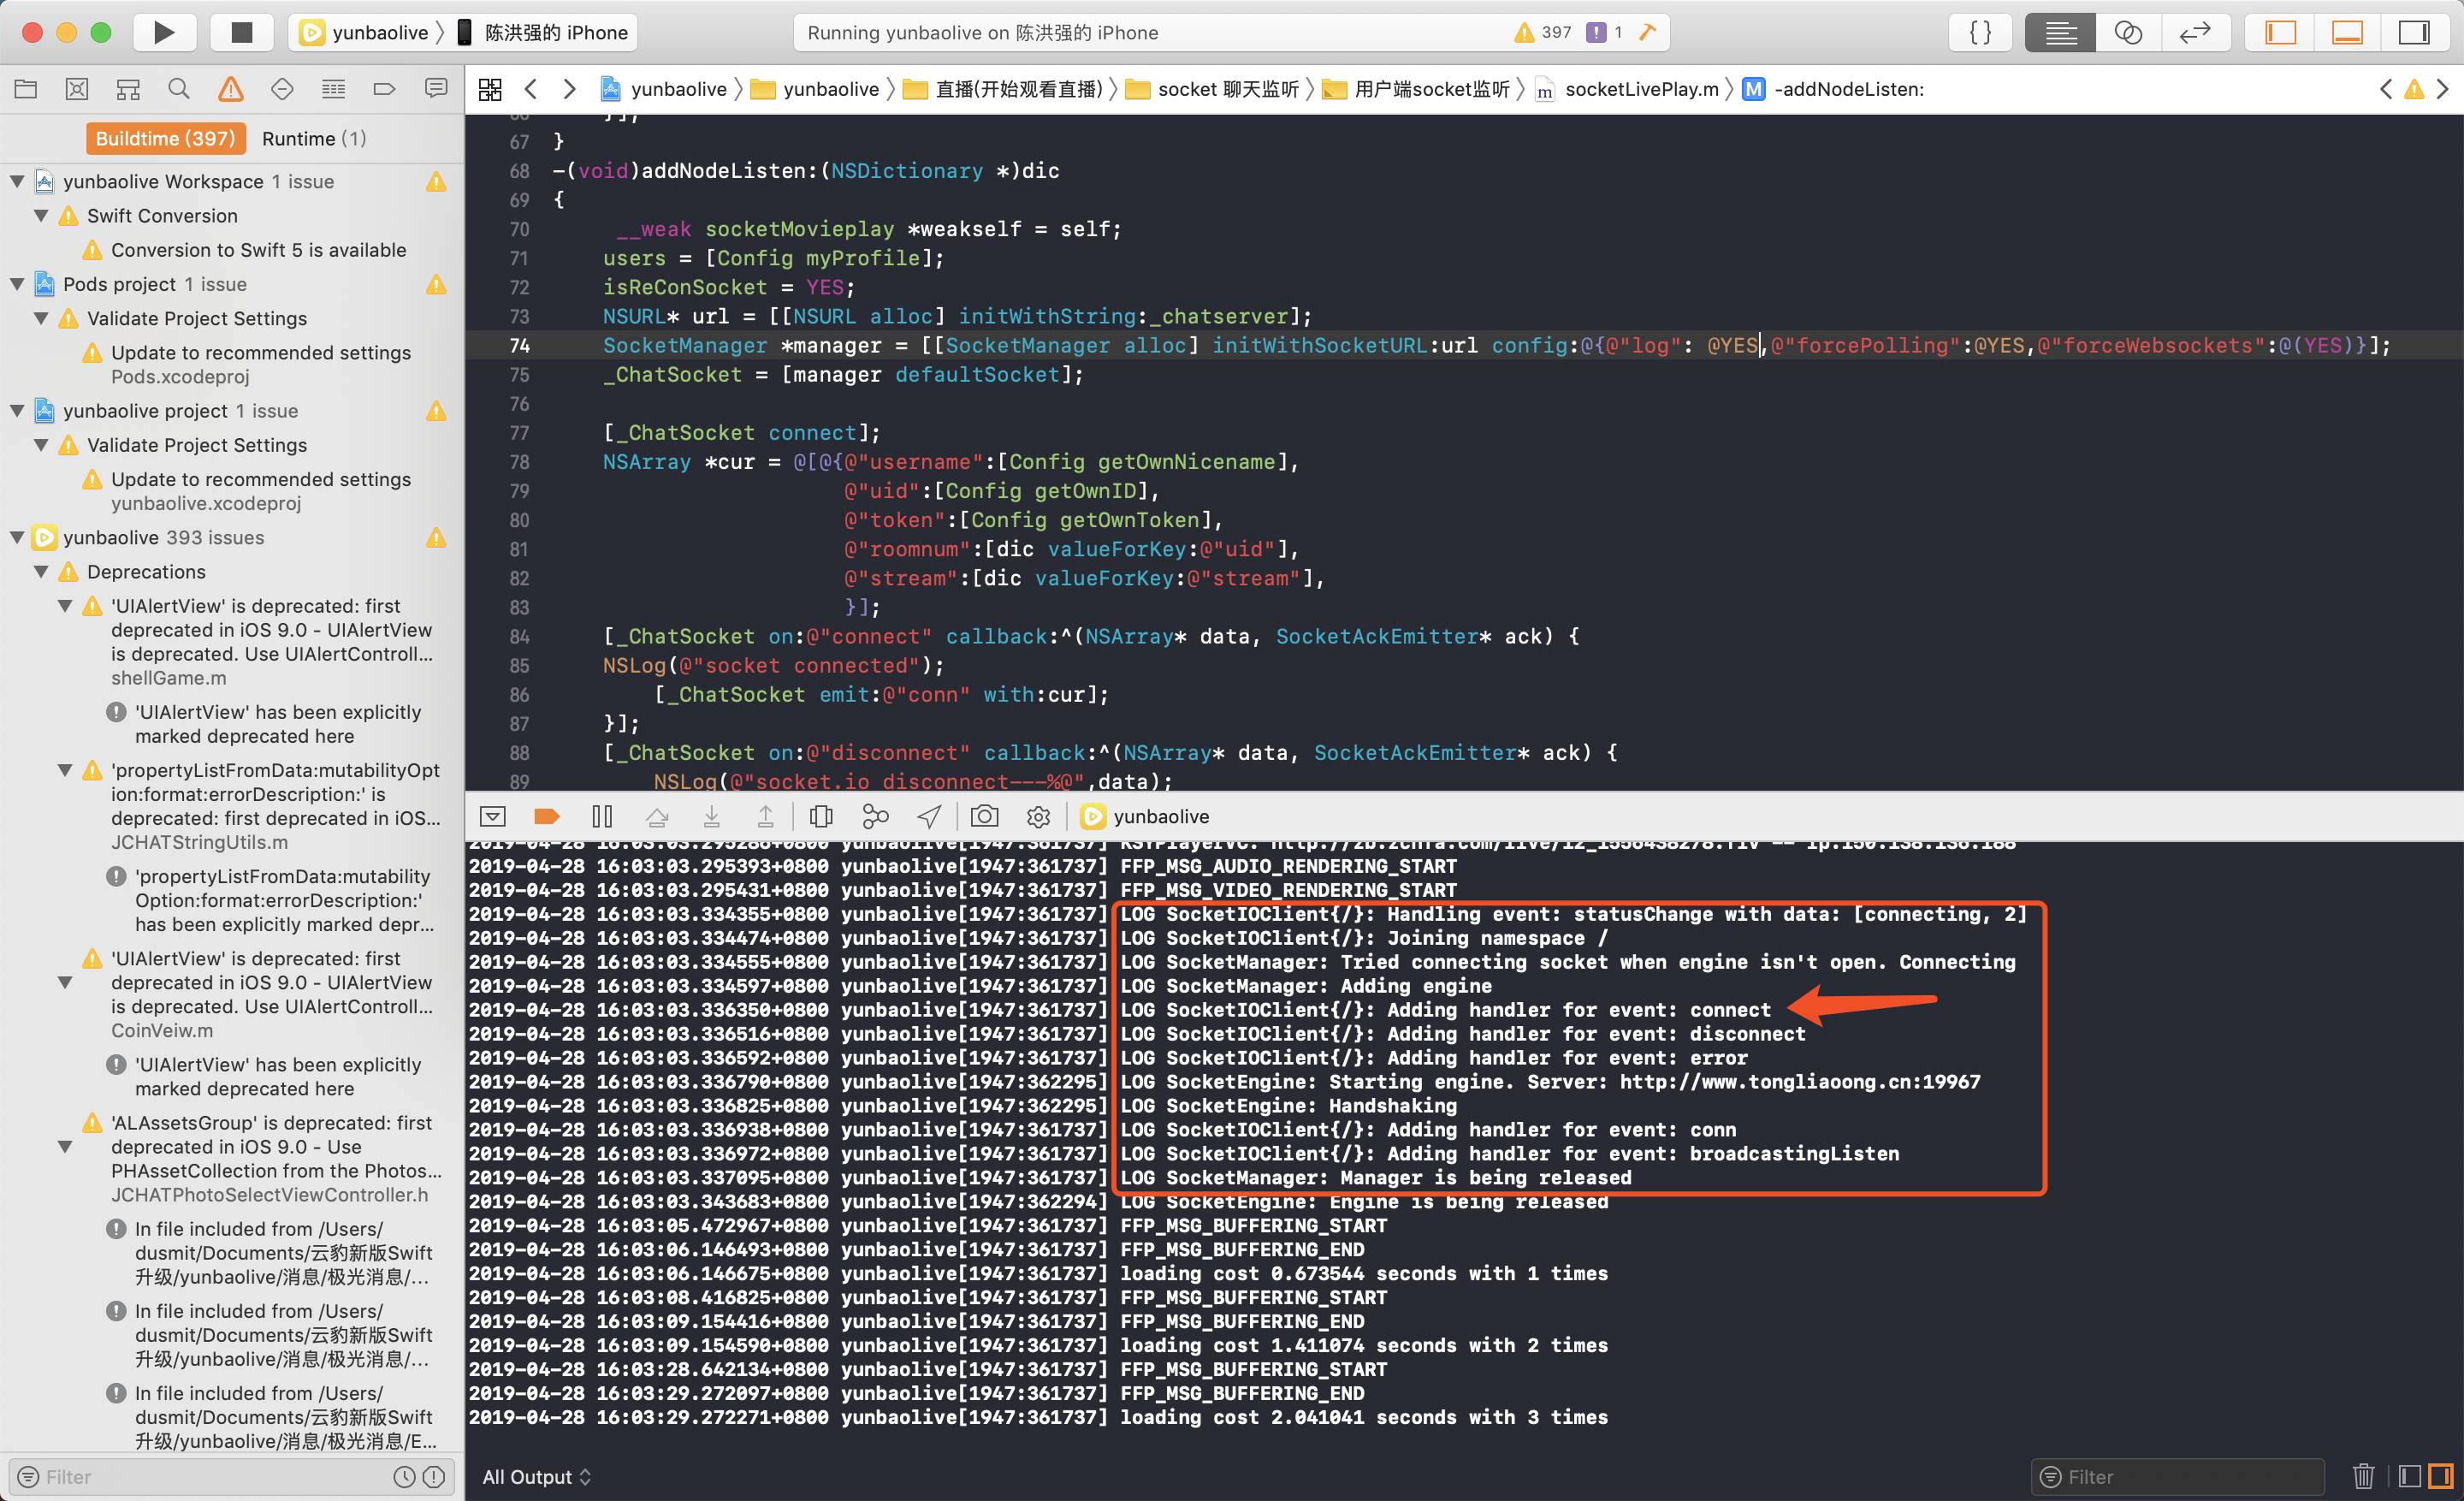 yunbaolive 陈洪强的 iPhone
Running yunbaolive on 陈洪强的 iPhone
397
1
{ }
Buildtime (397) Runtime (1)
yunbaolive Workspace 1 issue
Swift Conversion
Conversion to Swift 5 is available
Pods project 1 issue
Validate Project Settings
Update to recommended settings
Pods.xcodeproj
yunbaolive project 1 issue
Validate Project Settings
Update to recommended settings
yunbaolive.xcodeproj
yunbaolive 393 issues
Deprecations
'UIAlertView' is deprecated: first
deprecated in iOS 9.0 - UIAlertView
is deprecated. Use UIAlertControll...
shellGame.m
'UIAlertView' has been explicitly
marked deprecated here
'propertyListFromData:mutabilityOpt
ion:format:errorDescription:' is
deprecated: first deprecated in iOS...
JCHATStringUtils.m
'propertyListFromData:mutability
Option:format:errorDescription:'
has been explicitly marked depr...
'UIAlertView' is deprecated: first
deprecated in iOS 9.0 - UIAlertView
is deprecated. Use UIAlertControll...
CoinVeiw.m
'UIAlertView' has been explicitly
marked deprecated here
'ALAssetsGroup' is deprecated: first
deprecated in iOS 9.0 - Use
PHAssetCollection from the Photos...
JCHATPhotoSelectViewController.h
In file included from /Users/
dusmit/Documents/云豹新版Swift
升级/yunbaolive/消息/极光消息/...
In file included from /Users/
dusmit/Documents/云豹新版Swift
升级/yunbaolive/消息/极光消息/...
In file included from /Users/
dusmit/Documents/云豹新版Swift
升级/yunbaolive/消息/极光消息/E...
Filter
yunbaolive yunbaolive 直播(开始观看直播) socket 聊天监听 用户端socket监听 m socketLivePlay.m M -addNodeListen:
66 }];
67 }
68 -(void)addNodeListen:(NSDictionary *)dic
69 {
70 __weak socketMovieplay *weakself = self;
71 users = [Config myProfile];
72 isReConSocket = YES;
73 NSURL* url = [[NSURL alloc] initWithString:_chatserver];
74 SocketManager *manager = [[SocketManager alloc] initWithSocketURL:url config:@{@"log": @YES,@"forcePolling":@YES,@"forceWebsockets":@(YES)}];
75 _ChatSocket = [manager defaultSocket];
76
77 [_ChatSocket connect];
78 NSArray *cur = @[@{@"username":[Config getOwnNicename],
79 @"uid":[Config getOwnID],
80 @"token":[Config getOwnToken],
81 @"roomnum":[dic valueForKey:@"uid"],
82 @"stream":[dic valueForKey:@"stream"],
83 }];
84 [_ChatSocket on:@"connect" callback:^(NSArray* data, SocketAckEmitter* ack) {
85 NSLog(@"socket connected");
86 [_ChatSocket emit:@"conn" with:cur];
87 }];
88 [_ChatSocket on:@"disconnect" callback:^(NSArray* data, SocketAckEmitter* ack) {
89 NSLog(@"socket.io disconnect---%@",data);
yunbaolive
2019-04-28 16:03:03.295286+0800 yunbaolive[1947:361737] KSYPlayerIVC: http://zb.zchfa.com/live/12_1556438278.flv -- ip:150.138.136.188
2019-04-28 16:03:03.295393+0800 yunbaolive[1947:361737] FFP_MSG_AUDIO_RENDERING_START
2019-04-28 16:03:03.295431+0800 yunbaolive[1947:361737] FFP_MSG_VIDEO_RENDERING_START
2019-04-28 16:03:03.334355+0800 yunbaolive[1947:361737] LOG SocketIOClient{/}: Handling event: statusChange with data: [connecting, 2]
2019-04-28 16:03:03.334474+0800 yunbaolive[1947:361737] LOG SocketIOClient{/}: Joining namespace /
2019-04-28 16:03:03.334555+0800 yunbaolive[1947:361737] LOG SocketManager: Tried connecting socket when engine isn't open. Connecting
2019-04-28 16:03:03.334597+0800 yunbaolive[1947:361737] LOG SocketManager: Adding engine
2019-04-28 16:03:03.336350+0800 yunbaolive[1947:361737] LOG SocketIOClient{/}: Adding handler for event: connect
2019-04-28 16:03:03.336516+0800 yunbaolive[1947:361737] LOG SocketIOClient{/}: Adding handler for event: disconnect
2019-04-28 16:03:03.336592+0800 yunbaolive[1947:361737] LOG SocketIOClient{/}: Adding handler for event: error
2019-04-28 16:03:03.336790+0800 yunbaolive[1947:362295] LOG SocketEngine: Starting engine. Server: http://www.tongliaoong.cn:19967
2019-04-28 16:03:03.336825+0800 yunbaolive[1947:362295] LOG SocketEngine: Handshaking
2019-04-28 16:03:03.336938+0800 yunbaolive[1947:361737] LOG SocketIOClient{/}: Adding handler for event: conn
2019-04-28 16:03:03.336972+0800 yunbaolive[1947:361737] LOG SocketIOClient{/}: Adding handler for event: broadcastingListen
2019-04-28 16:03:03.337095+0800 yunbaolive[1947:361737] LOG SocketManager: Manager is being released
2019-04-28 16:03:03.343683+0800 yunbaolive[1947:362294] LOG SocketEngine: Engine is being released
2019-04-28 16:03:05.472967+0800 yunbaolive[1947:361737] FFP_MSG_BUFFERING_START
2019-04-28 16:03:06.146493+0800 yunbaolive[1947:361737] FFP_MSG_BUFFERING_END
2019-04-28 16:03:06.146675+0800 yunbaolive[1947:361737] loading cost 0.673544 seconds with 1 times
2019-04-28 16:03:08.416825+0800 yunbaolive[1947:361737] FFP_MSG_BUFFERING_START
2019-04-28 16:03:09.154416+0800 yunbaolive[1947:361737] FFP_MSG_BUFFERING_END
2019-04-28 16:03:09.154590+0800 yunbaolive[1947:361737] loading cost 1.411074 seconds with 2 times
2019-04-28 16:03:28.642134+0800 yunbaolive[1947:361737] FFP_MSG_BUFFERING_START
2019-04-28 16:03:29.272097+0800 yunbaolive[1947:361737] FFP_MSG_BUFFERING_END
2019-04-28 16:03:29.272271+0800 yunbaolive[1947:361737] loading cost 2.041041 seconds with 3 times
All Output
Filter